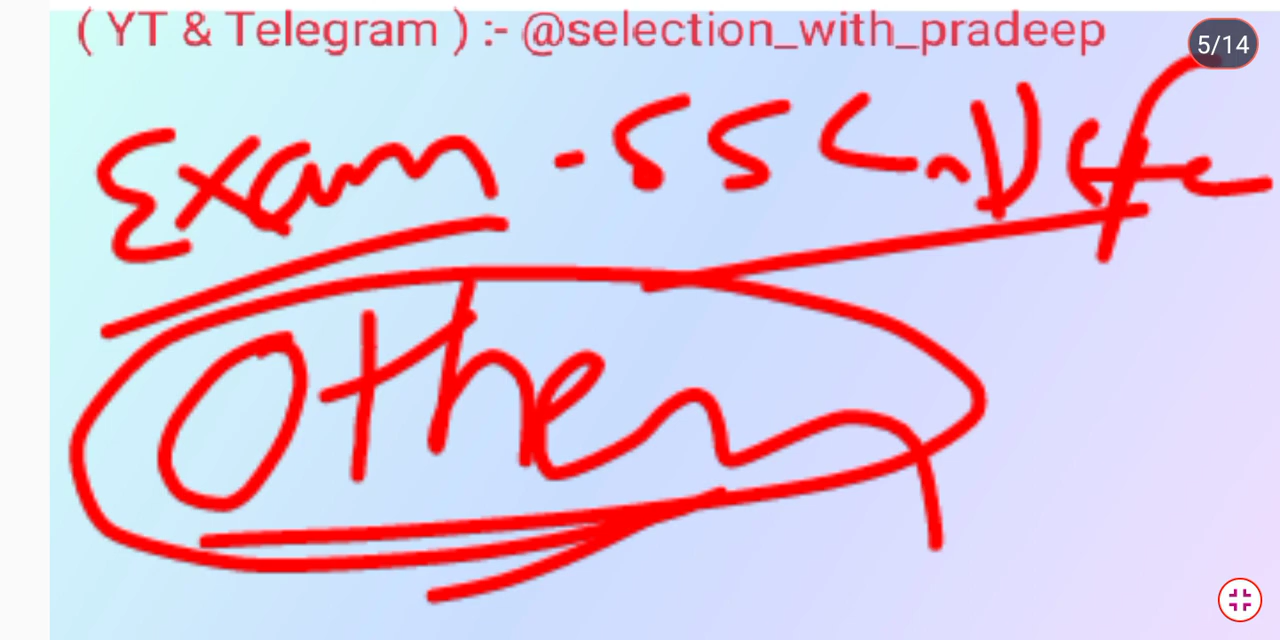 ( YT & Telegram ) :- @selection_with_pradeep
5/14
Exam - SSC
Other